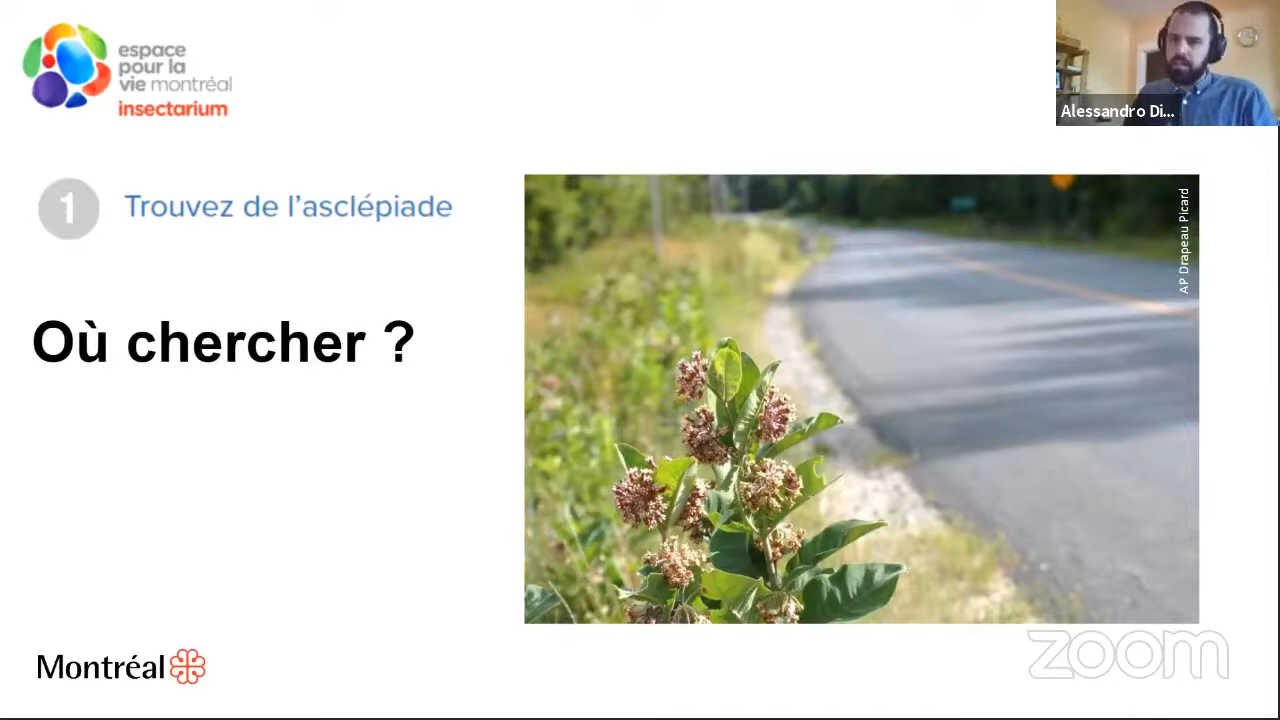 espace
pour la
vie montréal
insectarium
Alessandro Di...
1 Trouvez de l'asclépiade
AP Drapeau Picard
Où chercher ?
Montréal
zoom